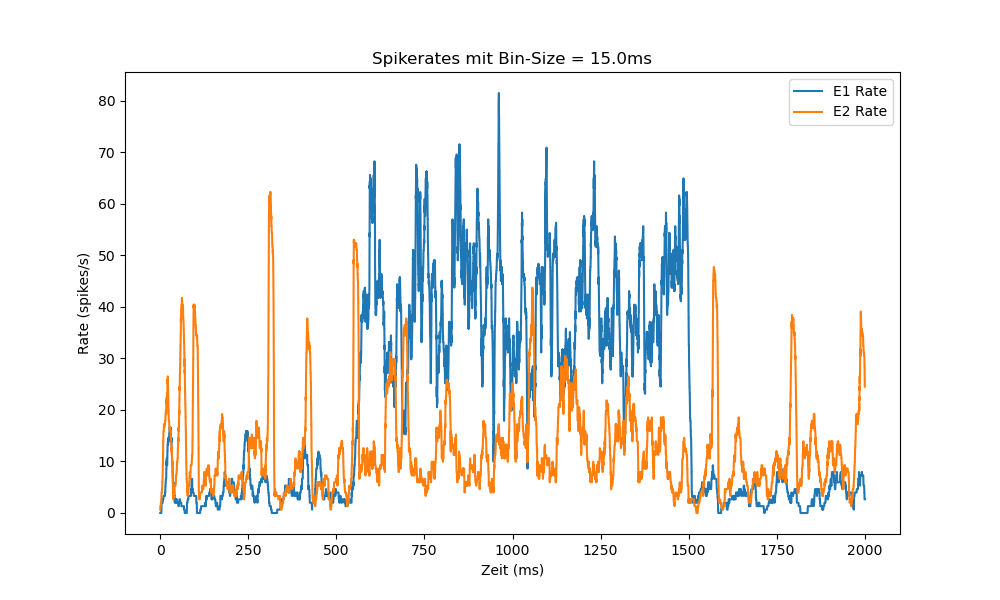 Spikerates mit Bin-Size = 15.0ms
E1 Rate
E2 Rate
Rate (spikes/s)
80
70
60
50
40
30
20
10
0
0 250 500 750 1000 1250 1500 1750 2000
Zeit (ms)